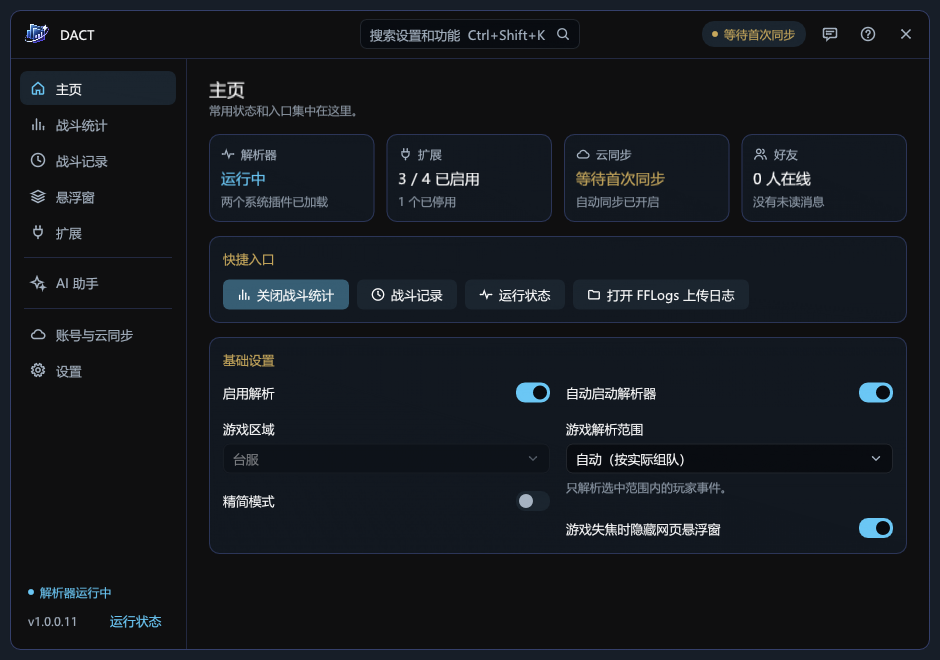 DACT
搜索设置和功能 Ctrl+Shift+K
等待首次同步
主页
战斗统计
战斗记录
悬浮窗
扩展
AI 助手
账号与云同步
设置
解析器运行中
v1.0.0.11 运行状态
主页
常用状态和入口集中在这里。
解析器
运行中
两个系统插件已加载
扩展
3 / 4 已启用
1 个已停用
云同步
等待首次同步
自动同步已开启
好友
0 人在线
没有未读消息
快捷入口
关闭战斗统计
战斗记录
运行状态
打开 FFLogs 上传日志
基础设置
启用解析
自动启动解析器
游戏区域
台服
游戏解析范围
自动（按实际组队）
只解析选中范围内的玩家事件。
精简模式
游戏失焦时隐藏网页悬浮窗